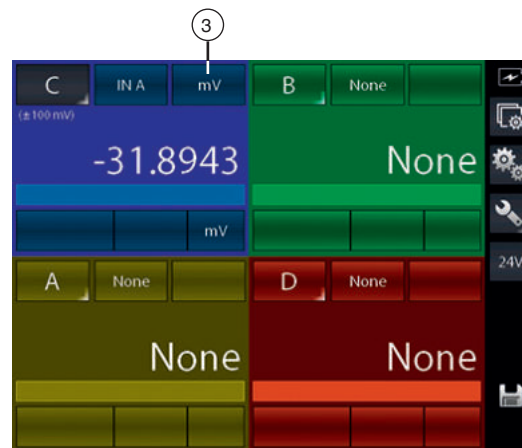 3
C IN A mV B None
(±100 mV)
-31.8943 None
mV
24V
A None D None
None None